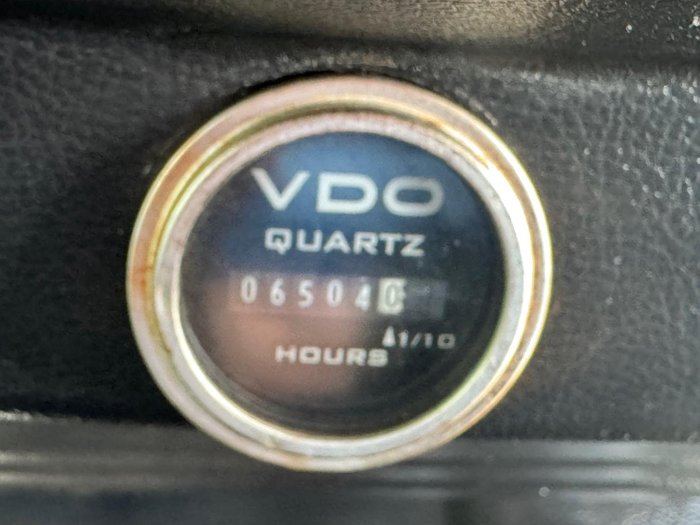 VDO
QUARTZ
065040
1/10
HOURS